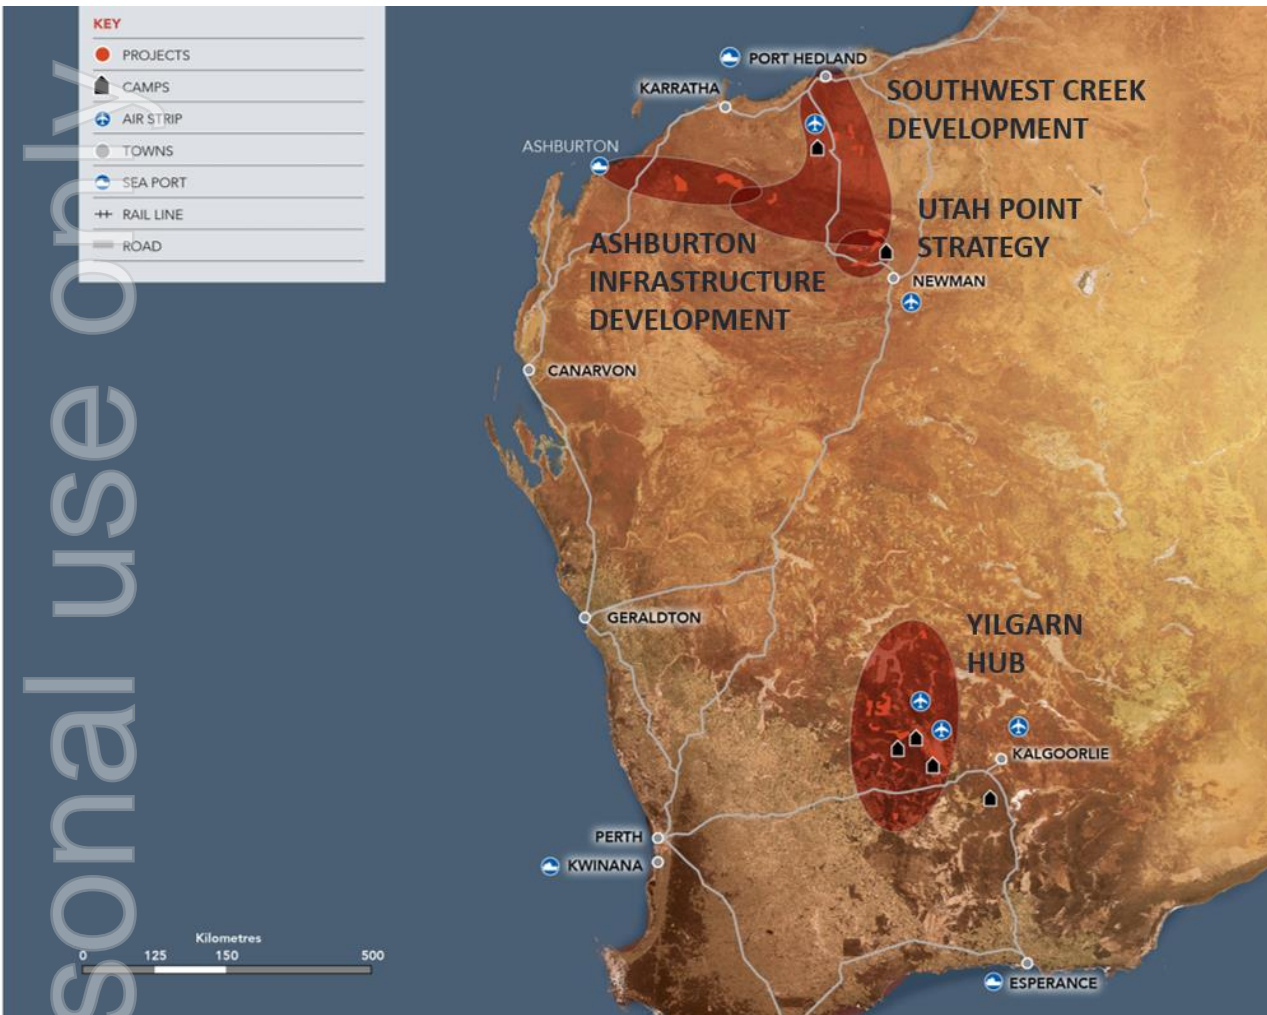 KEY
PROJECTS
CAMPS
AIR STRIP
TOWNS
SEA PORT
RAIL LINE
ROAD
sonal use only
PORT HEDLAND
KARRATHA
SOUTHWEST CREEK
DEVELOPMENT
ASHBURTON
UTAH POINT
STRATEGY
ASHBURTON
INFRASTRUCTURE
DEVELOPMENT
NEWMAN
CANARVON
GERALDTON
YILGARN
HUB
KALGOORLIE
PERTH
KWINANA
ESPERANCE
Kilometres
0 125 150 500